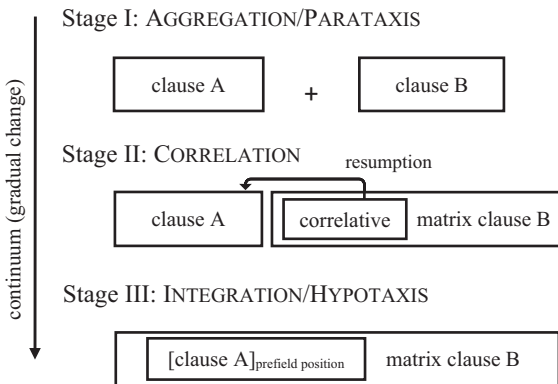 Stage I: AGGREGATION/PARATAXIS
clause A + clause B
Stage II: CORRELATION
resumption
clause A correlative matrix clause B
Stage III: INTEGRATION/HYPOTAXIS
[clause A]prefield position matrix clause B
continuum (gradual change)